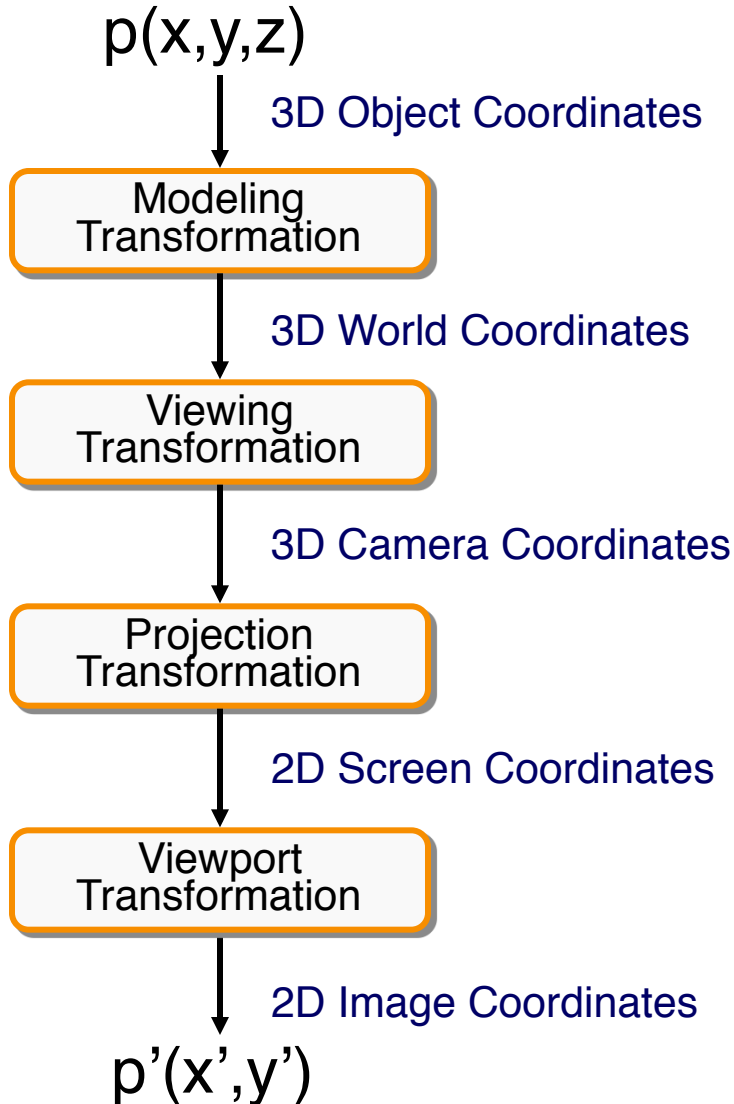 p(x,y,z)
3D Object Coordinates
Modeling
Transformation
3D World Coordinates
Viewing
Transformation
3D Camera Coordinates
Projection
Transformation
2D Screen Coordinates
Viewport
Transformation
2D Image Coordinates
p’(x’,y’)